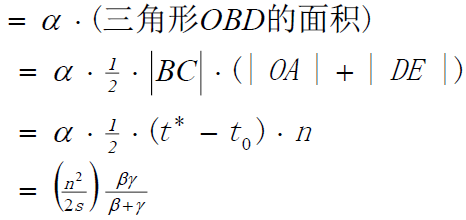 = α · (三角形OBD的面积)
= α · 1/2 · |BC| · (| OA | + | DE |)
= α · 1/2 · (t* − t₀) · n
= (n²/2s) βγ/β+γ